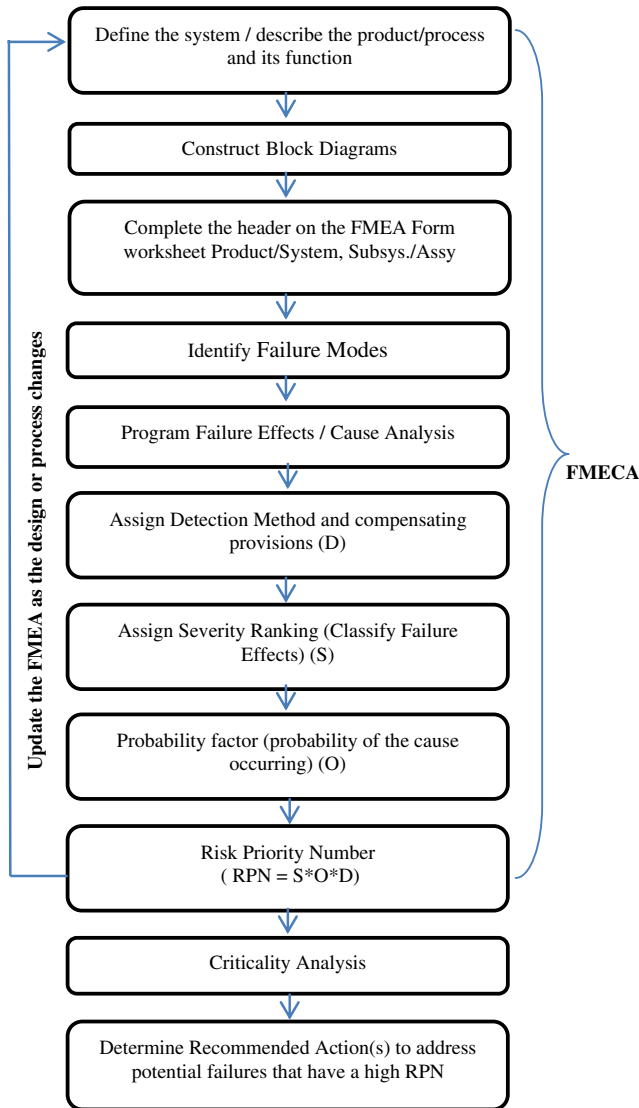 Define the system / describe the product/process
and its function
Construct Block Diagrams
Complete the header on the FMEA Form
worksheet Product/System, Subsys./Assy
Identify Failure Modes
Program Failure Effects / Cause Analysis
Assign Detection Method and compensating
provisions (D)
Assign Severity Ranking (Classify Failure
Effects) (S)
Probability factor (probability of the cause
occurring) (O)
Risk Priority Number
( RPN = S*O*D)
Criticality Analysis
Determine Recommended Action(s) to address
potential failures that have a high RPN
Update the FMEA as the design or process changes
FMECA